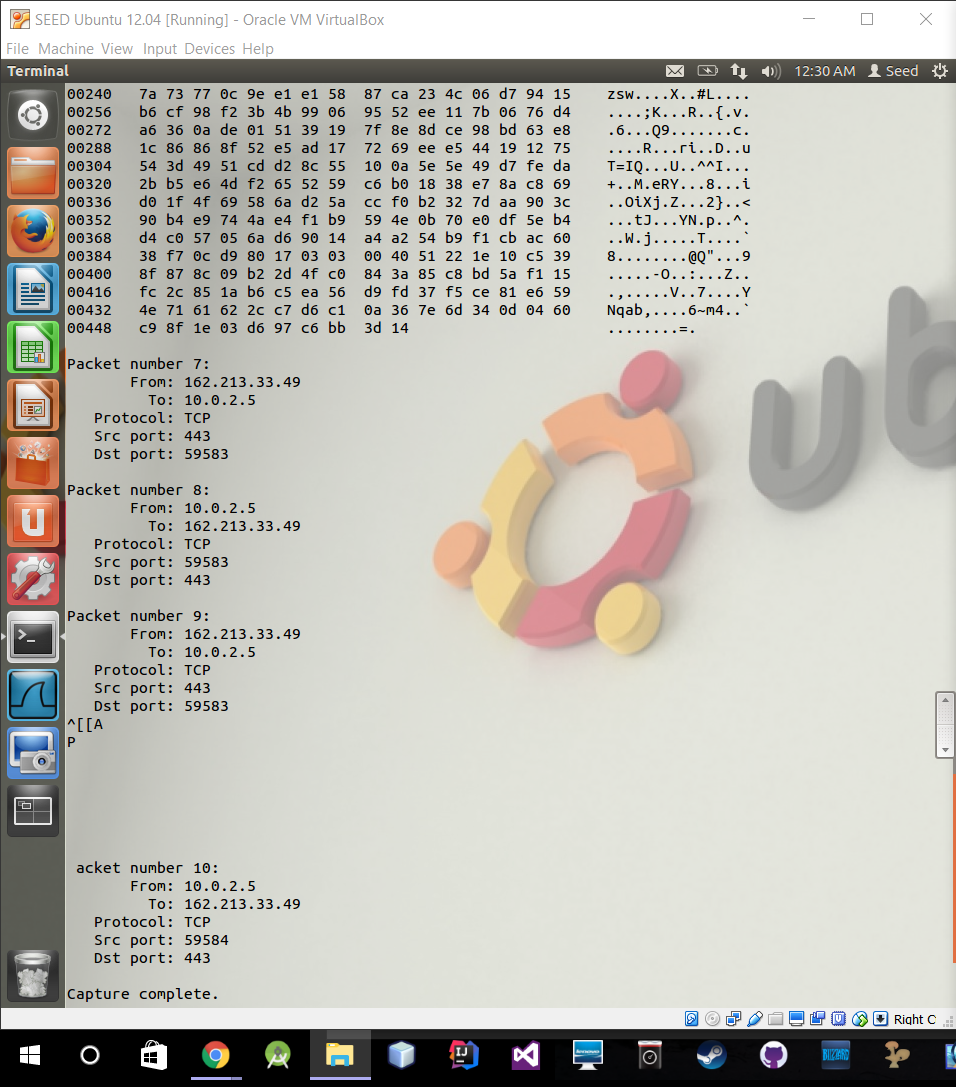 SEED Ubuntu 12.04 [Running] - Oracle VM VirtualBox
File Machine View Input Devices Help
Terminal 12:30 AM Seed
00240 7a 73 77 0c 9e e1 e1 58 87 ca 23 4c 06 d7 94 15 zsw....X..#L....
00256 b6 cf 98 f2 3b 4b 99 06 95 52 ee 11 7b 06 76 d4 ....;K...R..{.v.
00272 a6 36 0a de 01 51 39 19 7f 8e 8d ce 98 bd 63 e8 .6...Q9.......c.
00288 1c 86 86 8f 52 e5 ad 17 72 69 ee e5 44 19 12 75 ....R...ri..D..u
00304 54 3d 49 51 cd d2 8c 55 10 0a 5e 5e 49 d7 fe da T=IQ...U..^^I...
00320 2b b5 e6 4d f2 65 52 59 c6 b0 18 38 e7 8a c8 69 +..M.eRY...8...i
00336 d0 1f 4f 69 58 6a d2 5a cc f0 b2 32 7d aa 90 3c ..OiXj.Z...2}..<
00352 90 b4 e9 74 4a e4 f1 b9 59 4e 0b 70 e0 df 5e b4 ...tJ...YN.p..^.
00368 d4 c0 57 05 6a d6 90 14 a4 a2 54 b9 f1 cb ac 60 ..W.j.....T....`
00384 38 f7 0c d9 80 17 03 03 00 40 51 22 1e 10 c5 39 8........@Q"...9
00400 8f 87 8c 09 b2 2d 4f c0 84 3a 85 c8 bd 5a f1 15 .....-O..:...Z..
00416 fc 2c 85 1a b6 c5 ea 56 d9 fd 37 f5 ce 81 e6 59 .,.....V..7....Y
00432 4e 71 61 62 2c c7 d6 c1 0a 36 7e 6d 34 0d 04 60 Nqab,....6~m4..`
00448 c9 8f 1e 03 d6 97 c6 bb 3d 14 ........=.
Packet number 7:
From: 162.213.33.49
To: 10.0.2.5
Protocol: TCP
Src port: 443
Dst port: 59583
Packet number 8:
From: 10.0.2.5
To: 162.213.33.49
Protocol: TCP
Src port: 59583
Dst port: 443
Packet number 9:
From: 162.213.33.49
To: 10.0.2.5
Protocol: TCP
Src port: 443
Dst port: 59583
^[[A
P
acket number 10:
From: 10.0.2.5
To: 162.213.33.49
Protocol: TCP
Src port: 59584
Dst port: 443
Capture complete.
Right C
ub